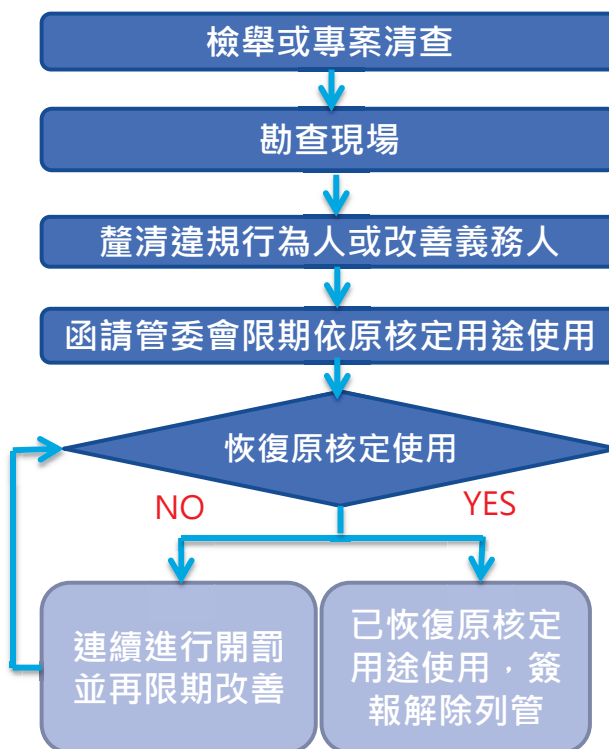 檢舉或專案清查
勘查現場
釐清違規行為人或改善義務人
函請管委會限期依原核定用途使用
恢復原核定使用
NO
YES
連續進行開罰
並再限期改善
已恢復原核定
用途使用，簽
報解除列管